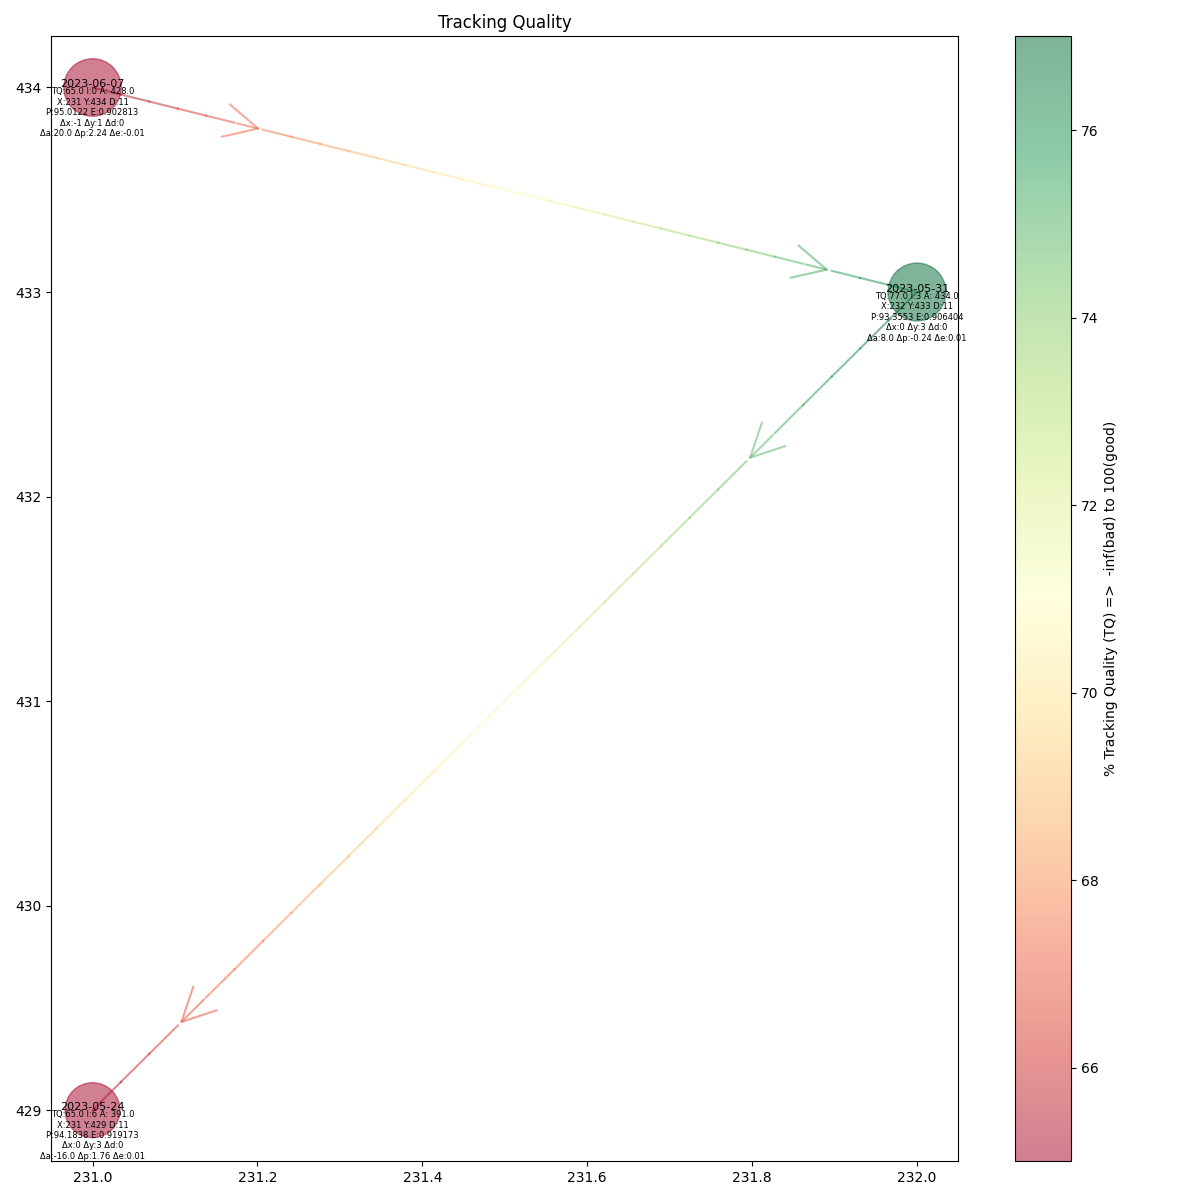 Tracking Quality
434
433
432
431
430
429
231.0
231.2
231.4
231.6
231.8
232.0
2023-06-07
TQ:65.0 I:0 A: 428.0
X:231 Y:434 D:11
P:95.0122 E:0.902813
Δx:-1 Δy:1 Δd:0
Δa:20.0 Δp:2.24 Δe:-0.01
2023-05-31
TQ:77.0 I:3 A: 434.0
X:232 Y:433 D:11
P:93.3553 E:0.906404
Δx:0 Δy:3 Δd:0
Δa:8.0 Δp:-0.24 Δe:0.01
2023-05-24
TQ:65.0 I:6 A: 391.0
X:231 Y:429 D:11
P:94.1838 E:0.919173
Δx:0 Δy:3 Δd:0
Δa:-16.0 Δp:1.76 Δe:0.01
76
74
72
70
68
66
% Tracking Quality (TQ) =>  -inf(bad) to 100(good)